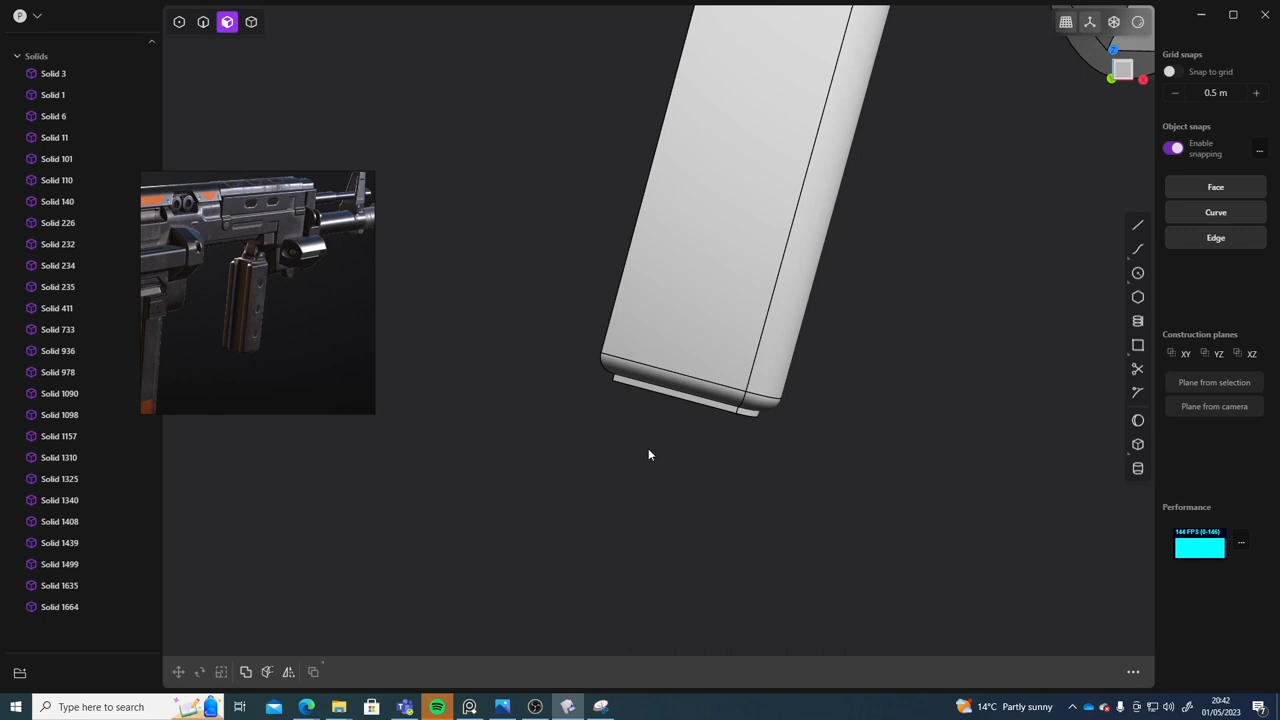 P
Solids
Solid 3
Solid 1
Solid 6
Solid 11
Solid 101
Solid 110
Solid 140
Solid 226
Solid 232
Solid 234
Solid 235
Solid 411
Solid 733
Solid 936
Solid 978
Solid 1090
Solid 1098
Solid 1157
Solid 1310
Solid 1325
Solid 1340
Solid 1408
Solid 1439
Solid 1499
Solid 1635
Solid 1664
Z
Y
X
Grid snaps
Snap to grid
0.5 m
Object snaps
Enable
snapping
...
Face
Curve
Edge
Construction planes
XY YZ XZ
Plane from selection
Plane from camera
Performance
144 FPS (0-146)
...
Type here to search
14°C Partly sunny
20:42
01/05/2023